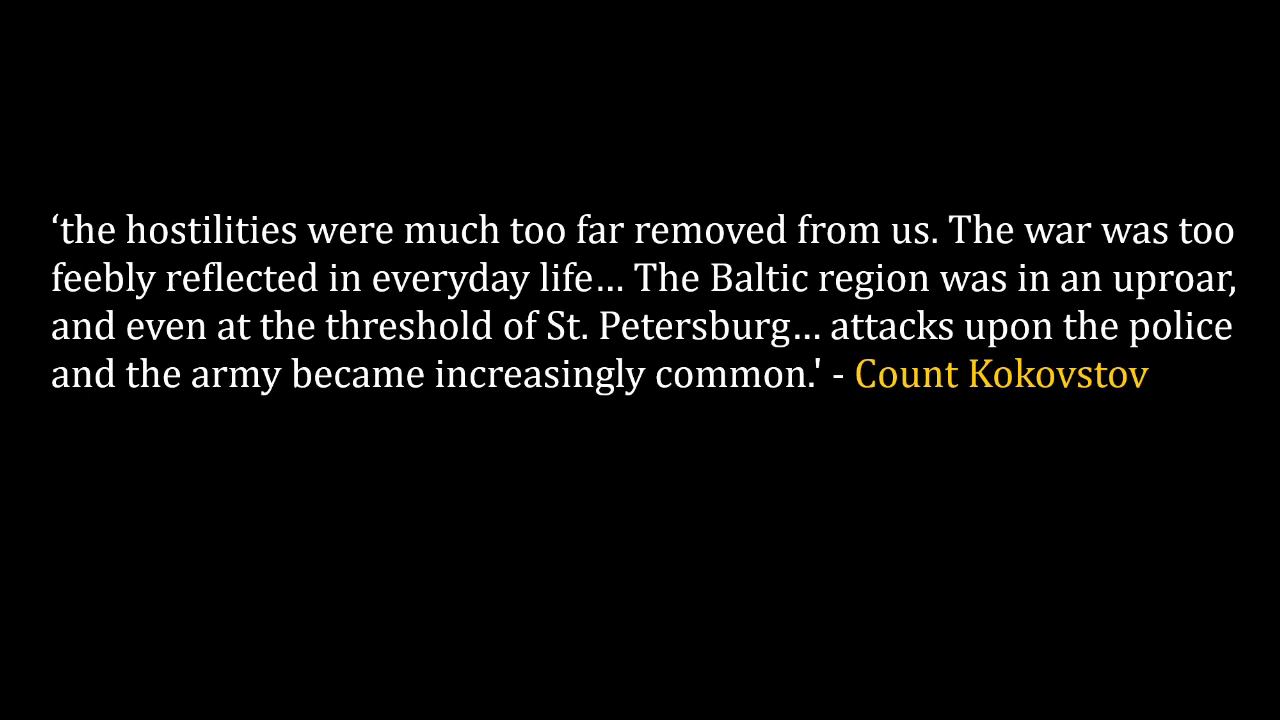 ‘the hostilities were much too far removed from us. The war was too
feebly reflected in everyday life… The Baltic region was in an uproar,
and even at the threshold of St. Petersburg… attacks upon the police
and the army became increasingly common.' - Count Kokovstov